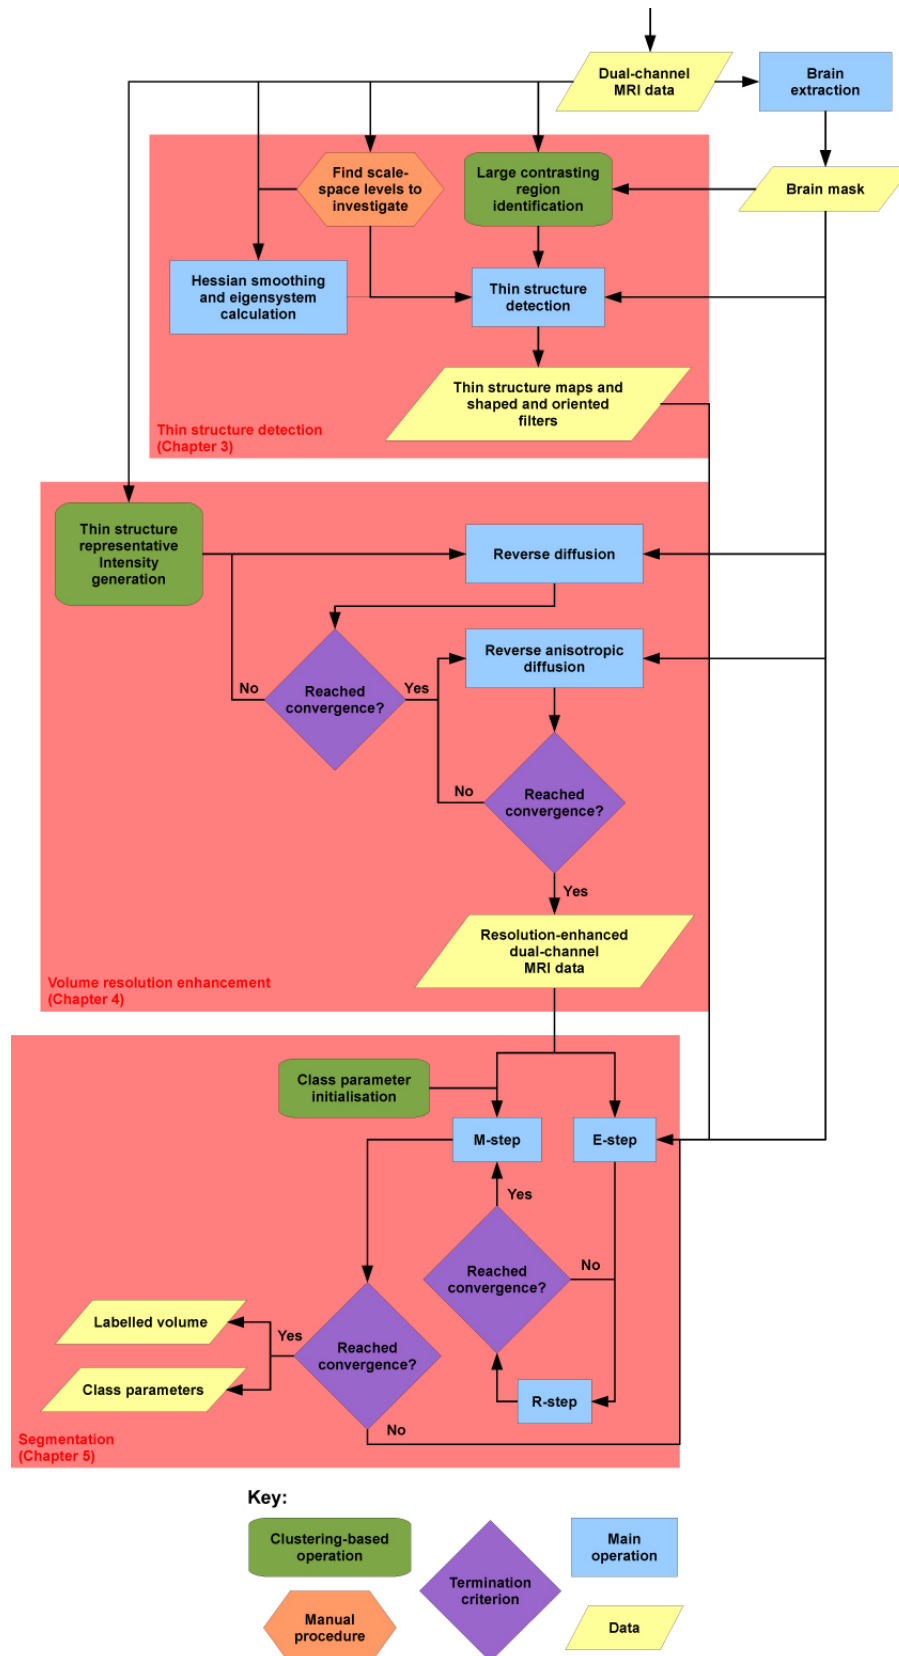 Dual-channel
MRI data
Brain
extraction
Find scale-
space levels to
investigate
Large contrasting
region
identification
Brain mask
Hessian smoothing
and eigensystem
calculation
Thin structure
detection
Thin structure maps and
shaped and oriented
filters
Thin structure detection
(Chapter 3)
Thin structure
representative
Intensity
generation
Reverse diffusion
Reverse anisotropic
diffusion
No
Reached
convergence?
Yes
No
Reached
convergence?
Yes
Resolution-enhanced
dual-channel
MRI data
Volume resolution enhancement
(Chapter 4)
Class parameter
initialisation
M-step
E-step
Yes
Reached
convergence?
No
Labelled volume
Yes
Reached
convergence?
Class parameters
R-step
No
Segmentation
(Chapter 5)
Key:
Clustering-based
operation
Termination
criterion
Main
operation
Manual
procedure
Data